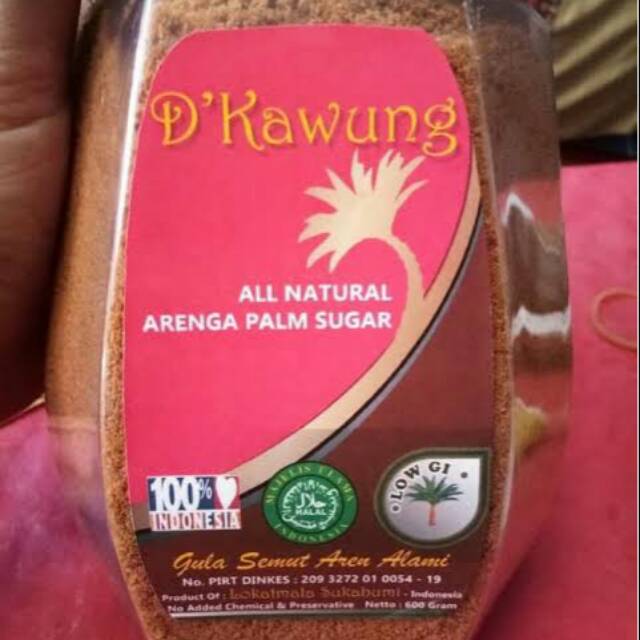 D'Kawung
ALL NATURAL
ARENGA PALM SUGAR
100%
INDONESIA
MAJELIS ULAMA
حلال
HALAL
INDONESIA
LOW GI
Gula Semut Aren Alami
No. PIRT DINKES : 209 3272 01 0054 - 19
Product Of : Lokatmala Sukabumi - Indonesia
No Added Chemical & Preservative Netto : 600 Gram